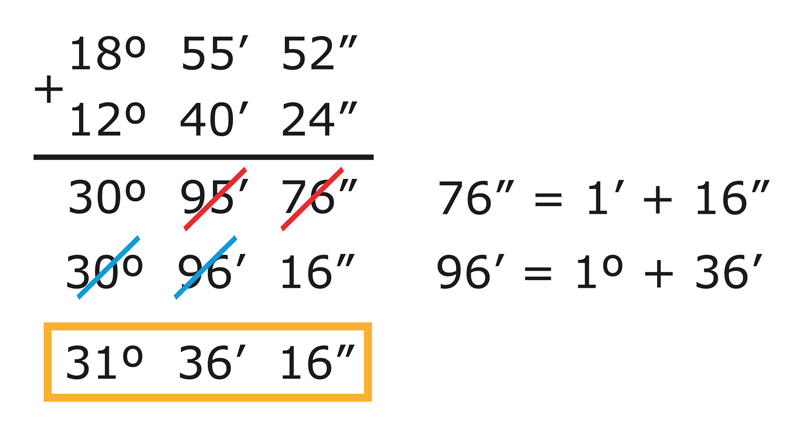 18º 55′ 52″
+
12º 40′ 24″
30º 95′ 76″
76″ = 1′ + 16″
30º 96′ 16″
96′ = 1º + 36′
31º 36′ 16″